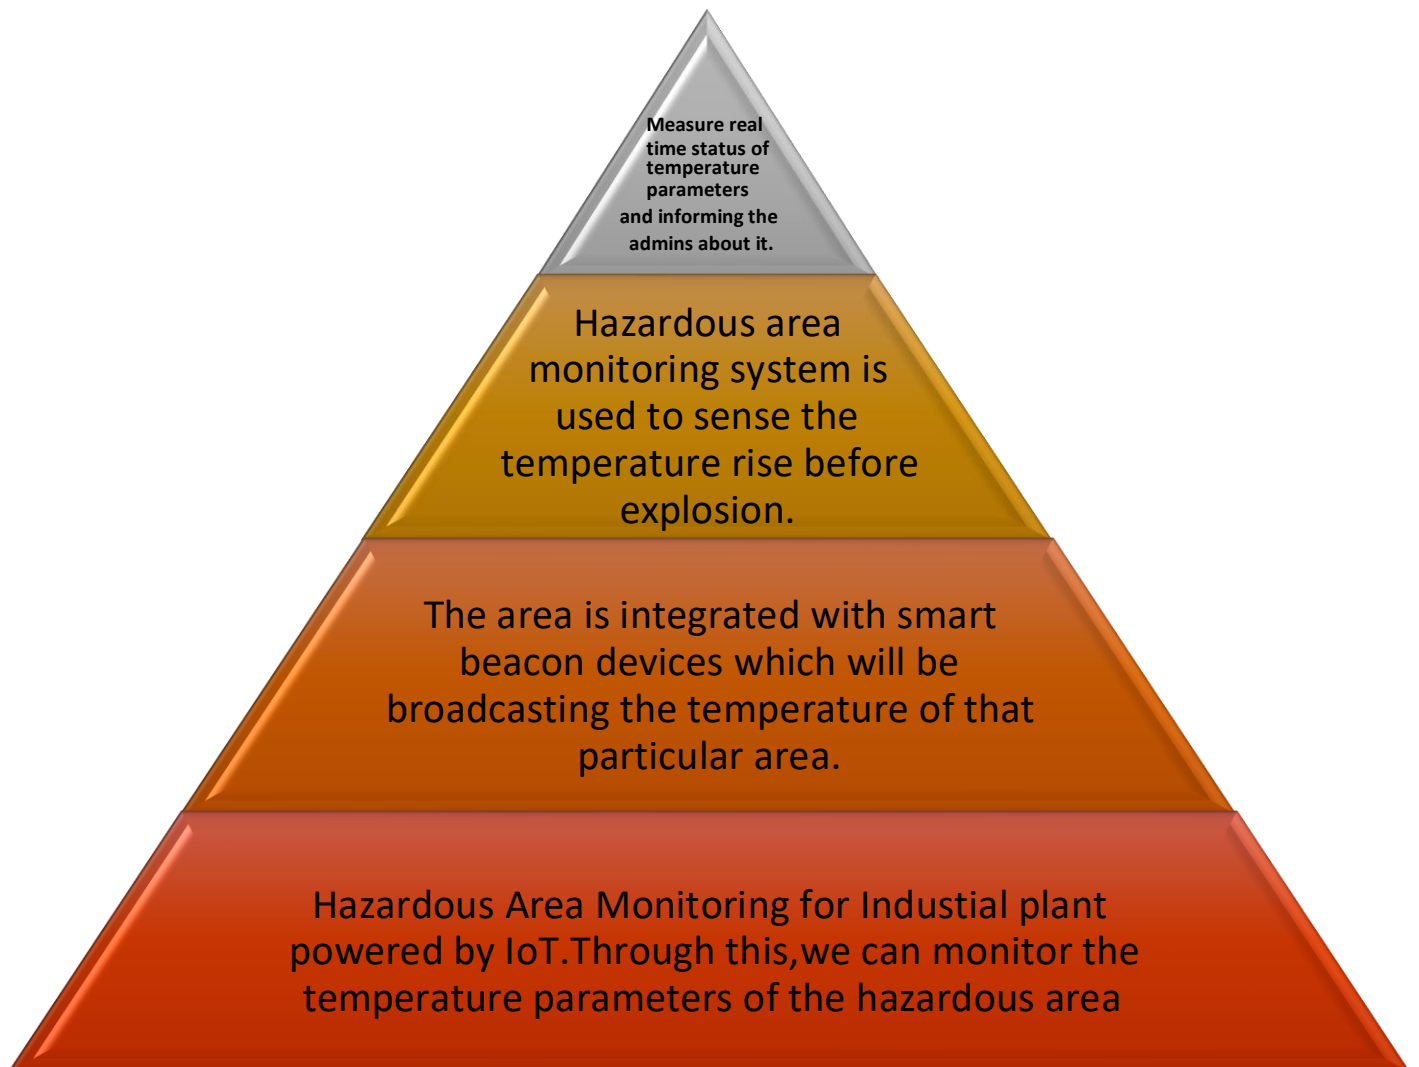 Measure real
time status of
temperature
parameters
and informing the
admins about it.
Hazardous area
monitoring system is
used to sense the
temperature rise before
explosion.
The area is integrated with smart
beacon devices which will be
broadcasting the temperature of that
particular area.
Hazardous Area Monitoring for Industial plant
powered by IoT.Through this,we can monitor the
temperature parameters of the hazardous area